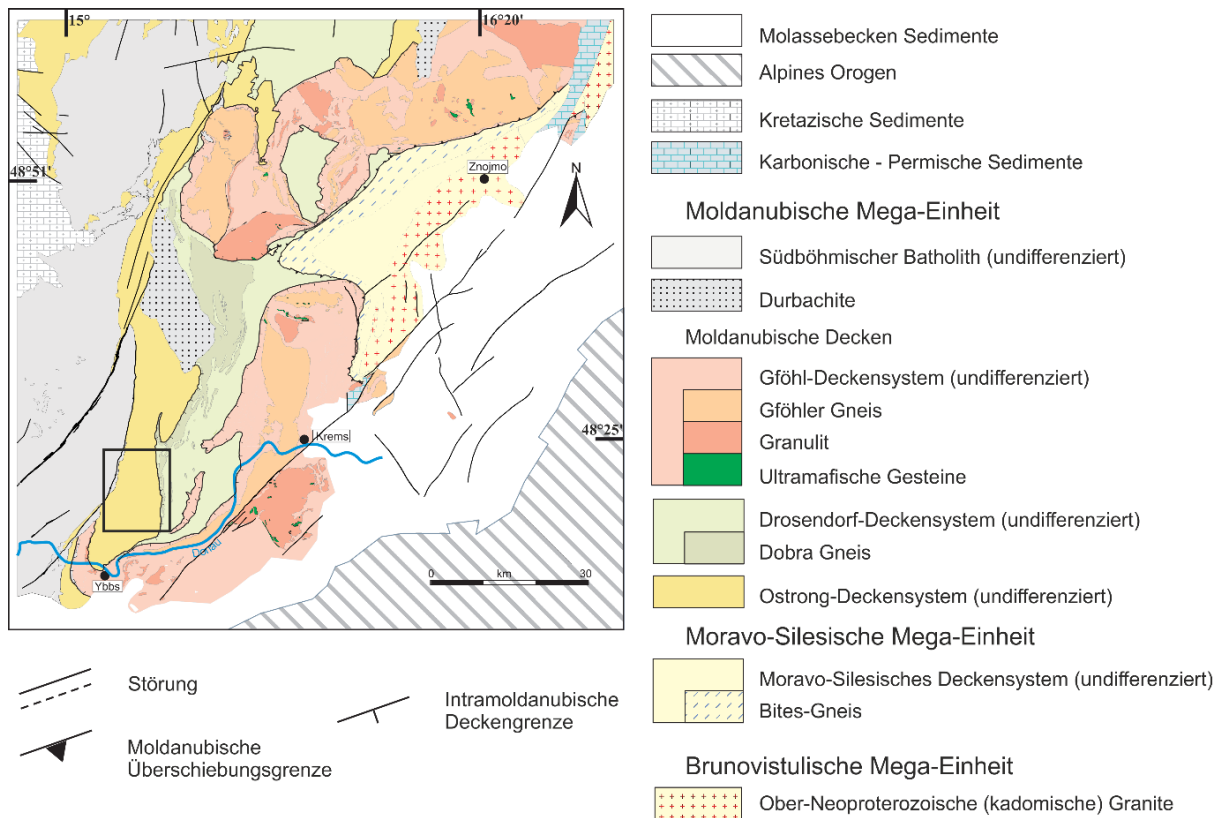 15°
16°20'
48°51'
Znojmo
N
Krems
48°25'
Donau
0
km
30
Ybbs
Störung
Moldanubische
Überschiebungsgrenze
Intramoldanubische
Deckengrenze
Molassebecken Sedimente
Alpines Orogen
Kretazische Sedimente
Karbonische - Permische Sedimente
Moldanubische Mega-Einheit
Südböhmischer Batholith (undifferenziert)
Durbachite
Moldanubische Decken
Gföhl-Deckensystem (undifferenziert)
Gföhler Gneis
Granulit
Ultramafische Gesteine
Drosendorf-Deckensystem (undifferenziert)
Dobra Gneis
Ostrong-Deckensystem (undifferenziert)
Moravo-Silesische Mega-Einheit
Moravo-Silesisches Deckensystem (undifferenziert)
Bites-Gneis
Brunovistulische Mega-Einheit
Ober-Neoproterozoische (kadomische) Granite